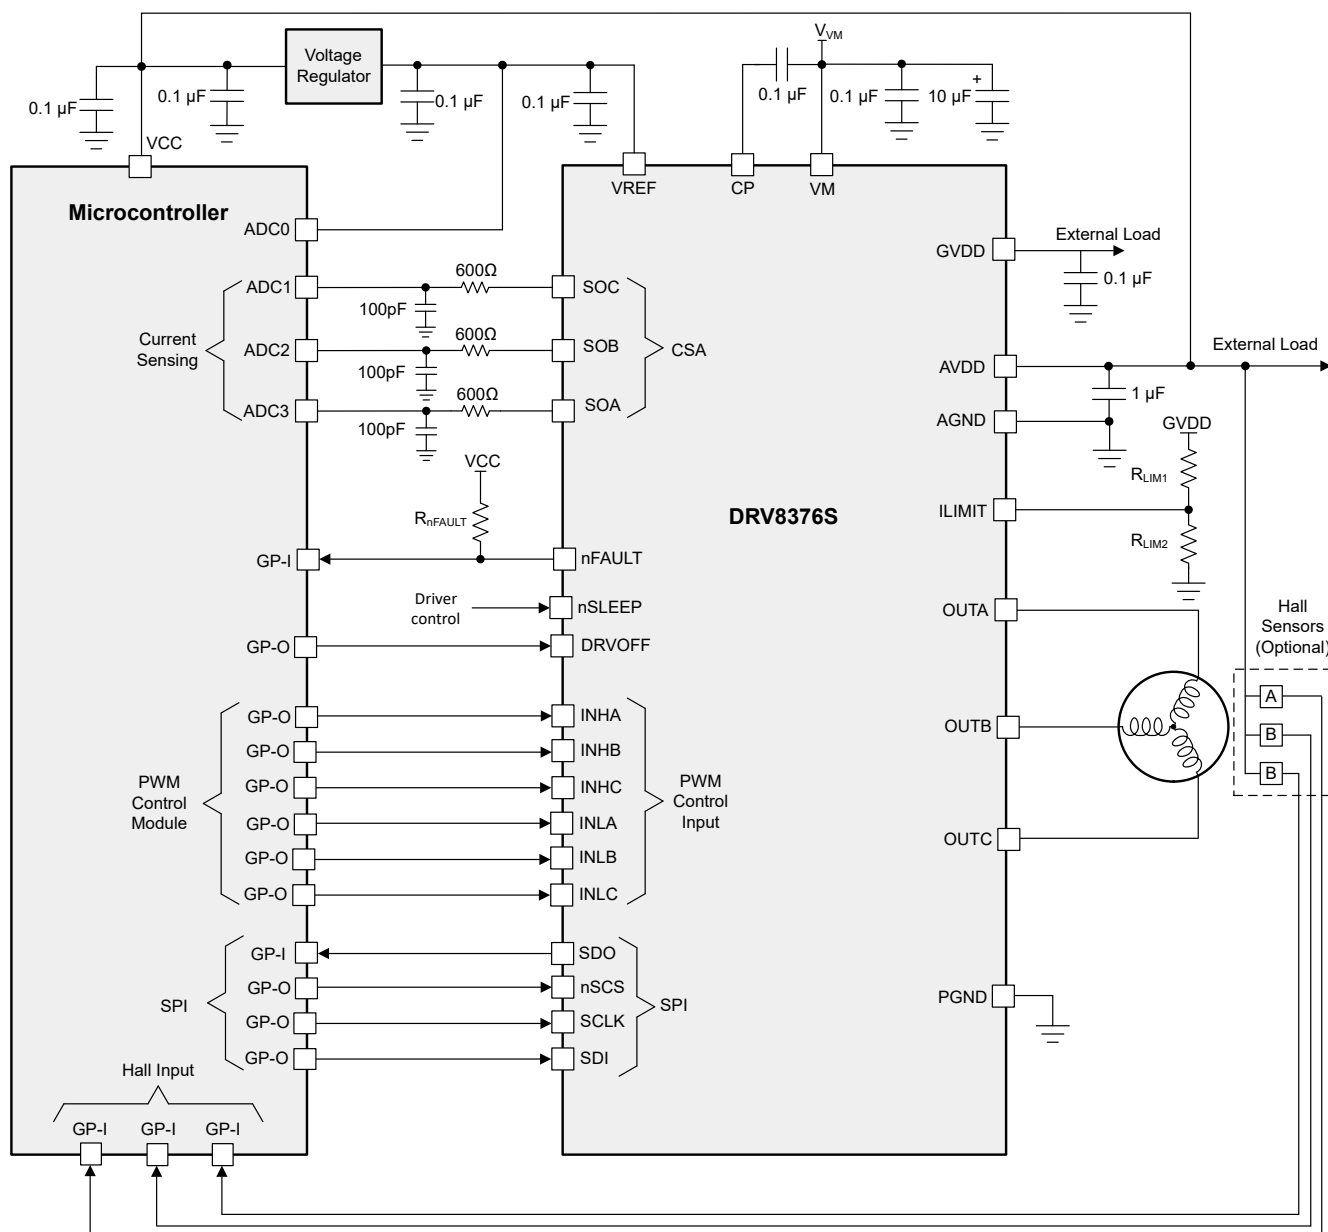 Voltage
Regulator
V_VM
+
0.1 µF
0.1 µF
0.1 µF
0.1 µF
0.1 µF
0.1 µF
10 µF
VCC
VREF
CP
VM
Microcontroller
ADC0
GVDD
External Load
0.1 µF
ADC1
600Ω
SOC
100pF
Current
Sensing
ADC2
600Ω
SOB
CSA
100pF
ADC3
600Ω
SOA
100pF
AVDD
External Load
1 µF
AGND
GVDD
R_LIM1
VCC
R_nFAULT
DRV8376S
ILIMIT
R_LIM2
GP-I
nFAULT
Driver
control
nSLEEP
OUTA
Hall
Sensors
(Optional)
GP-O
DRVOFF
A
B
B
PWM
Control
Module
GP-O
INHA
GP-O
INHB
GP-O
INHC
GP-O
INLA
GP-O
INLB
GP-O
INLC
PWM
Control
Input
OUTB
OUTC
SPI
GP-I
SDO
GP-O
nSCS
GP-O
SCLK
GP-O
SDI
SPI
PGND
Hall Input
GP-I
GP-I
GP-I